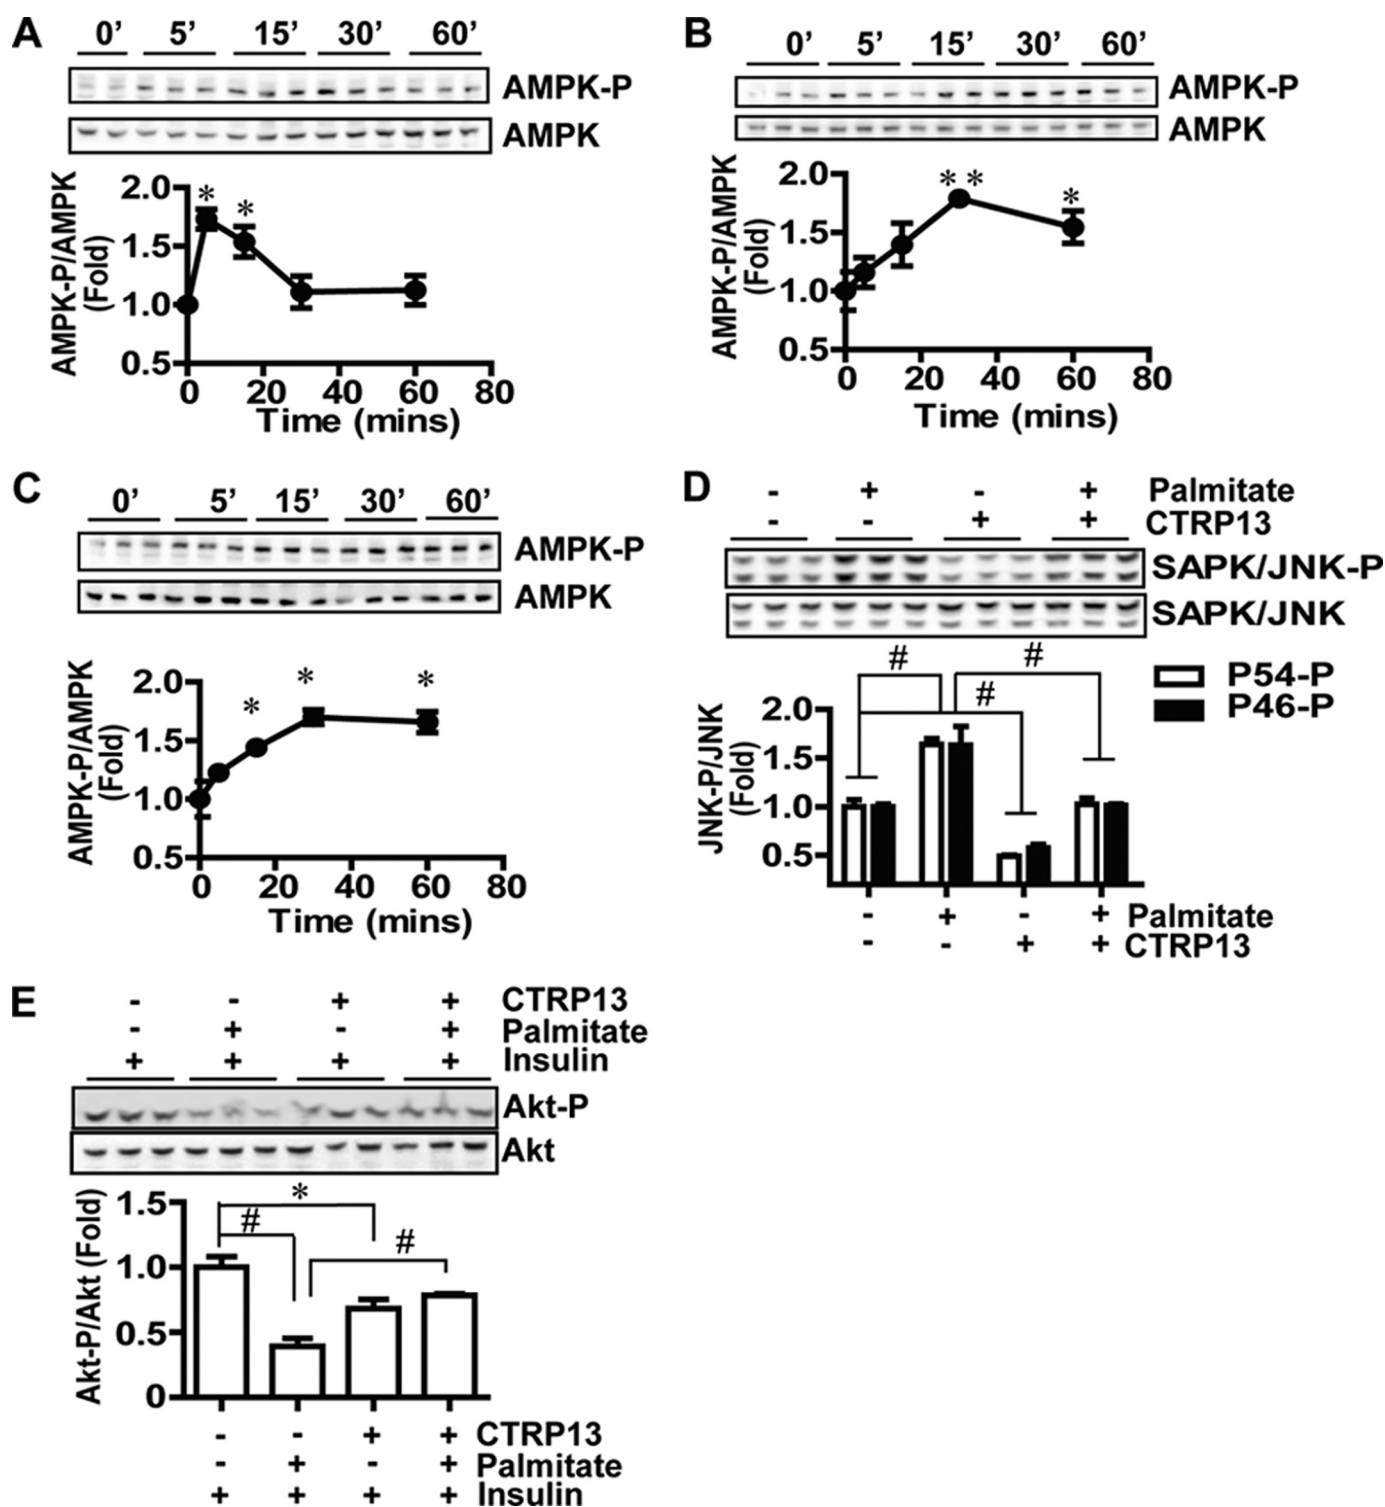 A
0’ 5’ 15’ 30’ 60’
AMPK-P
AMPK
AMPK-P/AMPK
(Fold)
2.0
1.5
1.0
0.5
* *
0 20 40 60 80
Time (mins)
B
0’ 5’ 15’ 30’ 60’
AMPK-P
AMPK
AMPK-P/AMPK
(Fold)
2.0
1.5
1.0
0.5
* * *
0 20 40 60 80
Time (mins)
C
0’ 5’ 15’ 30’ 60’
AMPK-P
AMPK
AMPK-P/AMPK
(Fold)
2.0
1.5
1.0
0.5
* * *
0 20 40 60 80
Time (mins)
D
- + - + Palmitate
- - + + CTRP13
SAPK/JNK-P
SAPK/JNK
# # #
P54-P
P46-P
JNK-P/JNK
(Fold)
2.0
1.5
1.0
0.5
- + - + Palmitate
- - + + CTRP13
E
- - + + CTRP13
- + - + Palmitate
+ + + + Insulin
Akt-P
Akt
Akt-P/Akt (Fold)
1.5
1.0
0.5
0
* # #
- - + + CTRP13
- + - + Palmitate
+ + + + Insulin